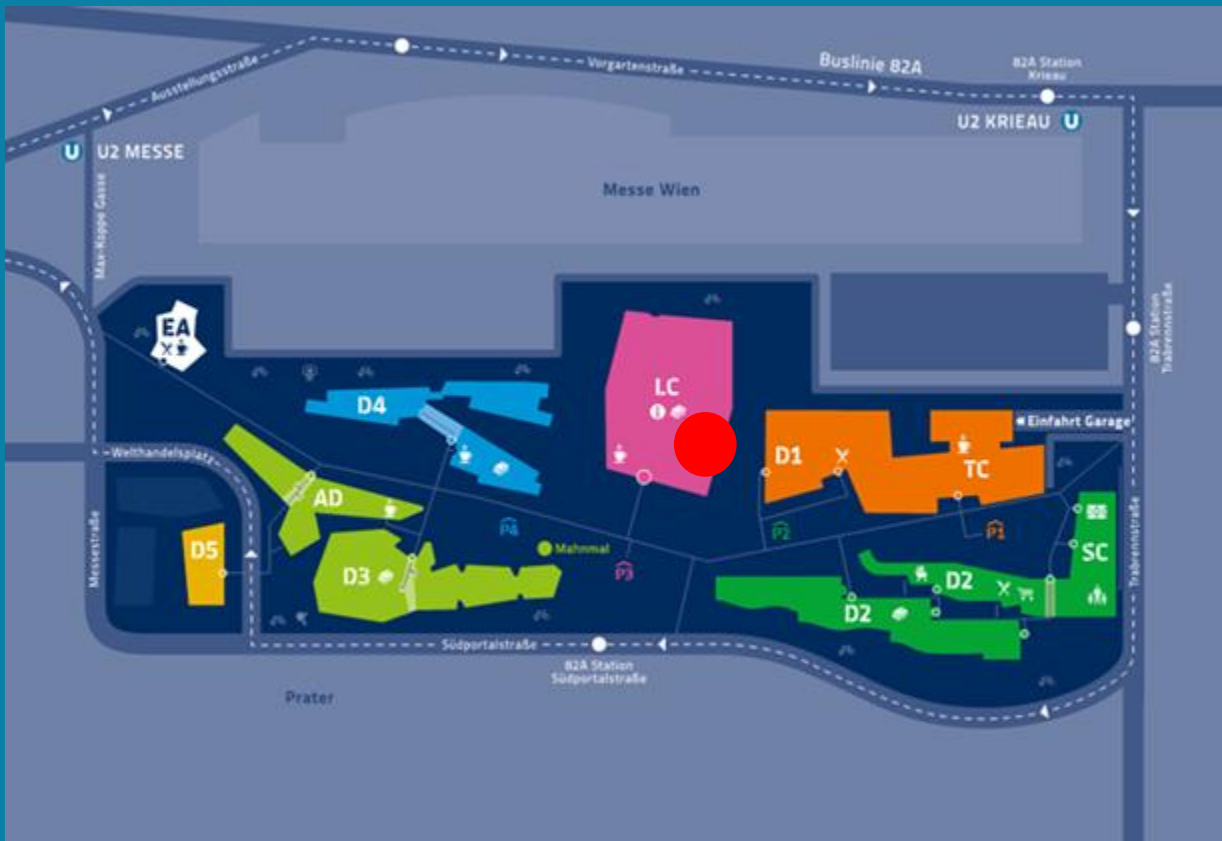 Buslinie 82A
82A Station
Krieau
Vorgartenstraße
Ausstellungsstraße
U2 KRIEAU U
U U2 MESSE
Messe Wien
Max-Koppe Gasse
82A Station
Trabrennstraße
EA
LC
D4
Einfahrt Garage
D1
TC
Welthandelsplatz
AD
P4
P2
P1
Mahnmal
P3
D5
D3
D2
SC
D2
Messestraße
Trabrennstraße
Südportalstraße
82A Station
Südportalstraße
Prater